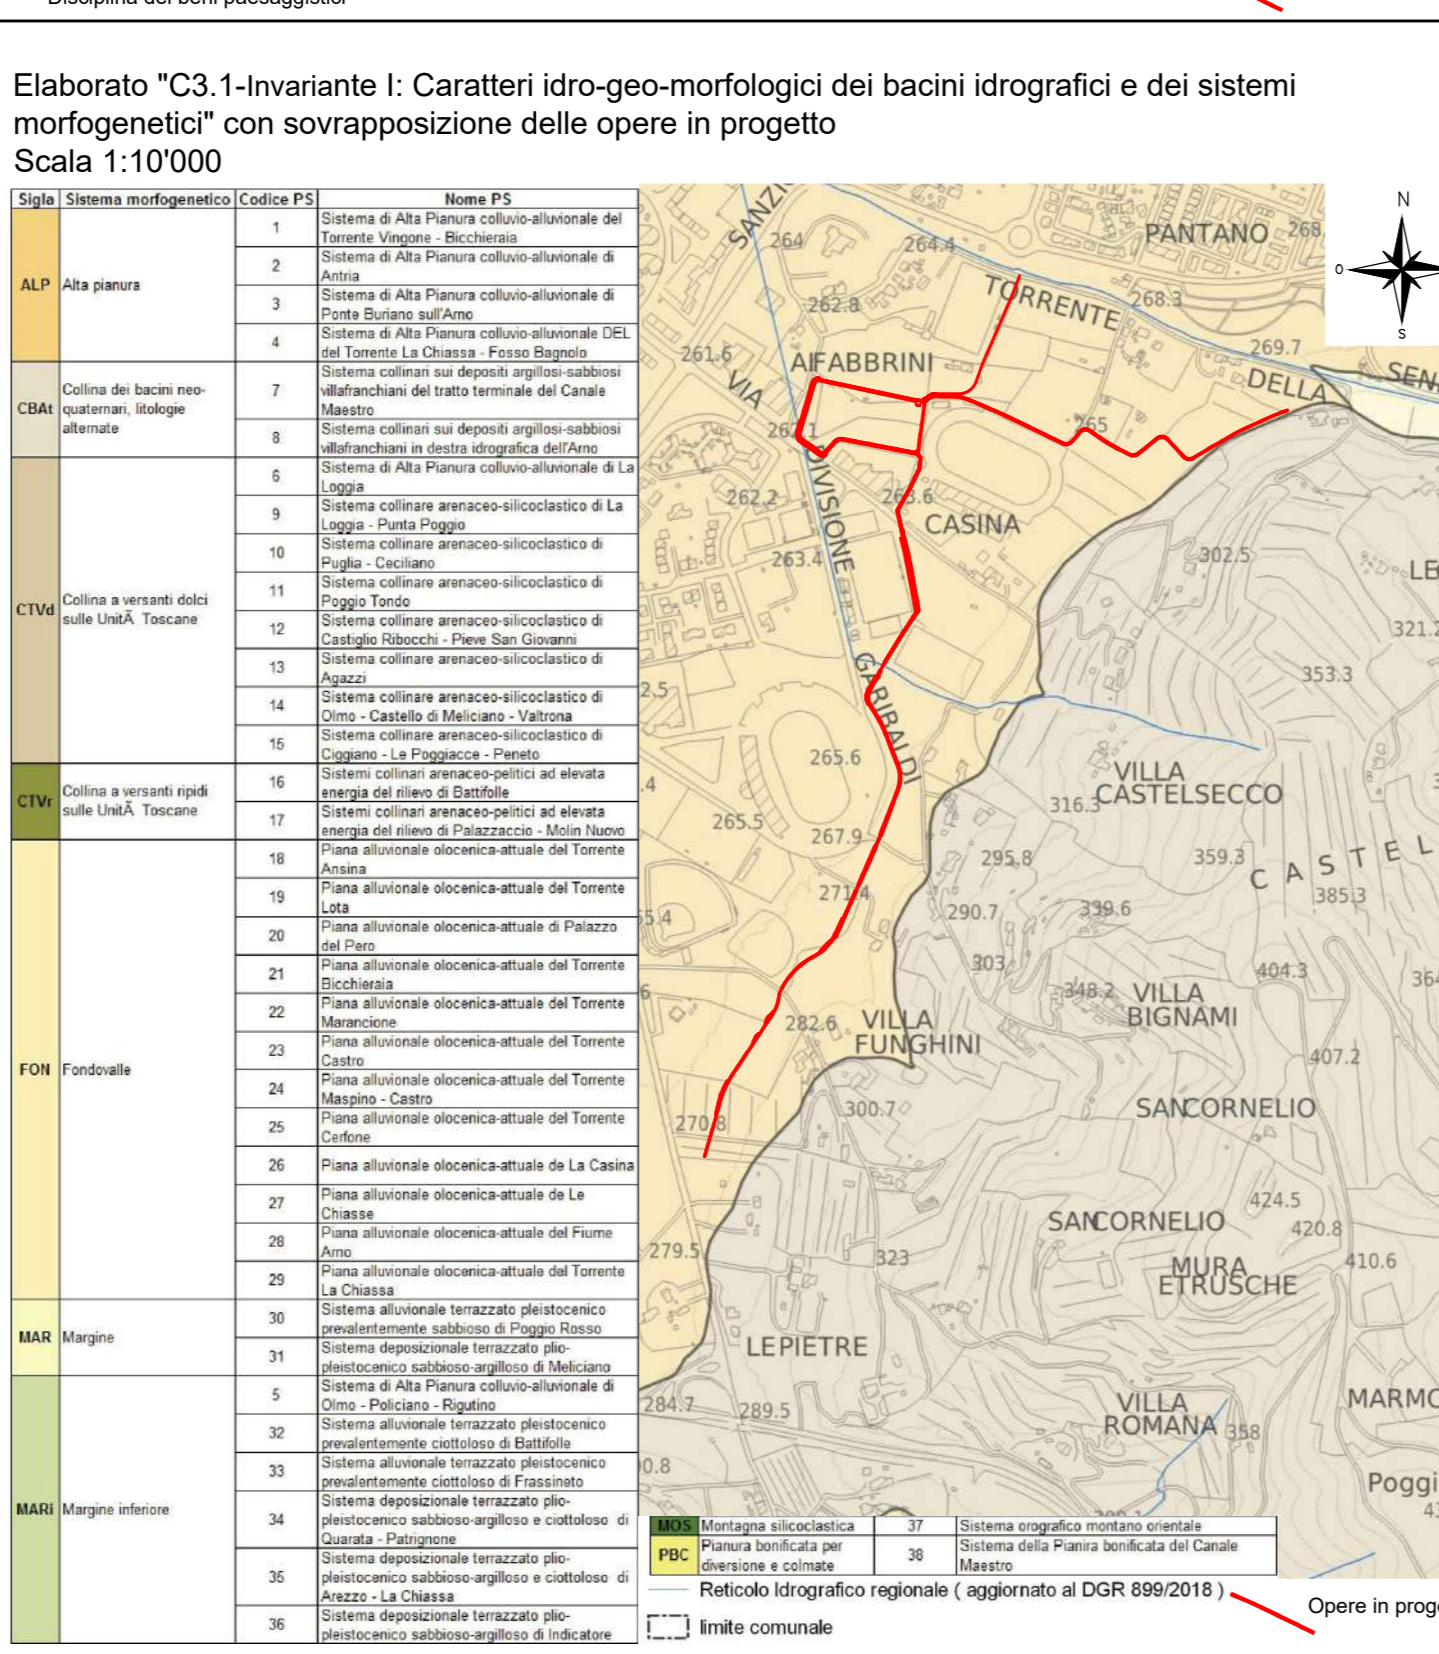 Disciplina dei beni paesaggistici
Elaborato "C3.1-Invariante I: Caratteri idro-geo-morfologici dei bacini idrografici e dei sistemi
morfogenetici" con sovrapposizione delle opere in progetto
Scala 1:10'000
Sigla Sistema morfogenetico Codice PS Nome PS
ALP Alta pianura
1 Sistema di Alta Pianura colluvio-alluvionale del
Torrente Vingone - Bicchieraia
2 Sistema di Alta Pianura colluvio-alluvionale di
Antria
3 Sistema di Alta Pianura colluvio-alluvionale di
Ponte Buriano sull'Arno
4 Sistema di Alta Pianura colluvio-alluvionale DEL
del Torrente La Chiassa - Fosso Bagnolo
CBAt Collina dei bacini neo-
quaternari, litologie
alternate
7 Sistema collinari sui depositi argillosi-sabbiosi
villafranchiani del tratto terminale del Canale
Maestro
8 Sistema collinari sui depositi argillosi-sabbiosi
villafranchiani in destra idrografica dell'Arno
CTVd Collina a versanti dolci
sulle UnitÃ Toscane
6 Sistema di Alta Pianura colluvio-alluvionale di La
Loggia
9 Sistema collinare arenaceo-silicoclastico di La
Loggia - Punta Poggio
10 Sistema collinare arenaceo-silicoclastico di
Puglia - Ceciliano
11 Sistema collinare arenaceo-silicoclastico di
Poggio Tondo
12 Sistema collinare arenaceo-silicoclastico di
Castiglio Ribocchi - Pieve San Giovanni
13 Sistema collinare arenaceo-silicoclastico di
Agazzi
14 Sistema collinare arenaceo-silicoclastico di
Olmo - Castello di Meliciano - Valtrona
15 Sistema collinare arenaceo-silicoclastico di
Ciggiano - Le Poggiacce - Peneto
CTVr Collina a versanti ripidi
sulle UnitÃ Toscane
16 Sistemi collinari arenaceo-pelitici ad elevata
energia del rilievo di Battifolle
17 Sistemi collinari arenaceo-pelitici ad elevata
energia del rilievo di Palazzaccio - Molin Nuovo
FON Fondovalle
18 Piana alluvionale olocenica-attuale del Torrente
Ansina
19 Piana alluvionale olocenica-attuale del Torrente
Lota
20 Piana alluvionale olocenica-attuale di Palazzo
del Pero
21 Piana alluvionale olocenica-attuale del Torrente
Bicchieraia
22 Piana alluvionale olocenica-attuale del Torrente
Marancione
23 Piana alluvionale olocenica-attuale del Torrente
Castro
24 Piana alluvionale olocenica-attuale del Torrente
Maspino - Castro
25 Piana alluvionale olocenica-attuale del Torrente
Cerfone
26 Piana alluvionale olocenica-attuale de La Casina
27 Piana alluvionale olocenica-attuale de Le
Chiasse
28 Piana alluvionale olocenica-attuale del Fiume
Arno
29 Piana alluvionale olocenica-attuale del Torrente
La Chiassa
MAR Margine
30 Sistema alluvionale terrazzato pleistocenico
prevalentemente sabbioso di Poggio Rosso
31 Sistema deposizionale terrazzato plio-
pleistocenico sabbioso-argilloso di Meliciano
MARi Margine inferiore
5 Sistema di Alta Pianura colluvio-alluvionale di
Olmo - Policiano - Rigutino
32 Sistema alluvionale terrazzato pleistocenico
prevalentemente ciottoloso di Battifolle
33 Sistema alluvionale terrazzato pleistocenico
prevalentemente ciottoloso di Frassineto
34 Sistema deposizionale terrazzato plio-
pleistocenico sabbioso-argilloso e ciottoloso di
Quarata - Patrignone
35 Sistema deposizionale terrazzato plio-
pleistocenico sabbioso-argilloso e ciottoloso di
Arezzo - La Chiassa
36 Sistema deposizionale terrazzato plio-
pleistocenico sabbioso-argilloso di Indicatore
N
O
S
SANZIO
264
264.4
PANTANO
268.
TORRENTE
268.3
262.8
261.6
AIFABBRINI
269.7
DELLA
SEN
VIA
262.1
265
DIVISIONE
262.2
263.6
CASINA
263.4
302.5
LE
321.2
353.3
2.5
GARIBALDI
265.6
VILLA
CASTELSECCO
.4
316.3
265.5
267.9
295.8
359.3
CASTEL
385.3
271.4
5.4
290.7
339.6
303
404.3
364
348.2
VILLA
BIGNAMI
6
282.6
VILLA
FUNGHINI
407.2
300.7
SANCORNELIO
270.8
424.5
SANCORNELIO
420.8
279.5
323
MURA
ETRUSCHE
410.6
LEPIETRE
284.7
289.5
VILLA
ROMANA
358
MARMO
0.8
Poggi
MOS Montagna silicoclastica 37 Sistema orografico montano orientale
PBC Pianura bonificata per
diversione e colmate
38 Sistema della Pianira bonificata del Canale
Maestro
Reticolo Idrografico regionale ( aggiornato al DGR 899/2018 )
Opere in proge
limite comunale